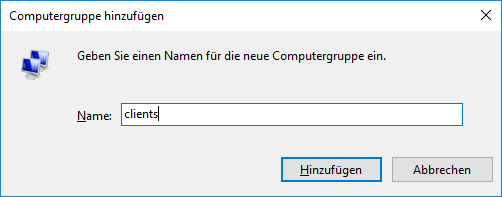 Computergruppe hinzufügen
Geben Sie einen Namen für die neue Computergruppe ein.
Name: clients
Hinzufügen Abbrechen